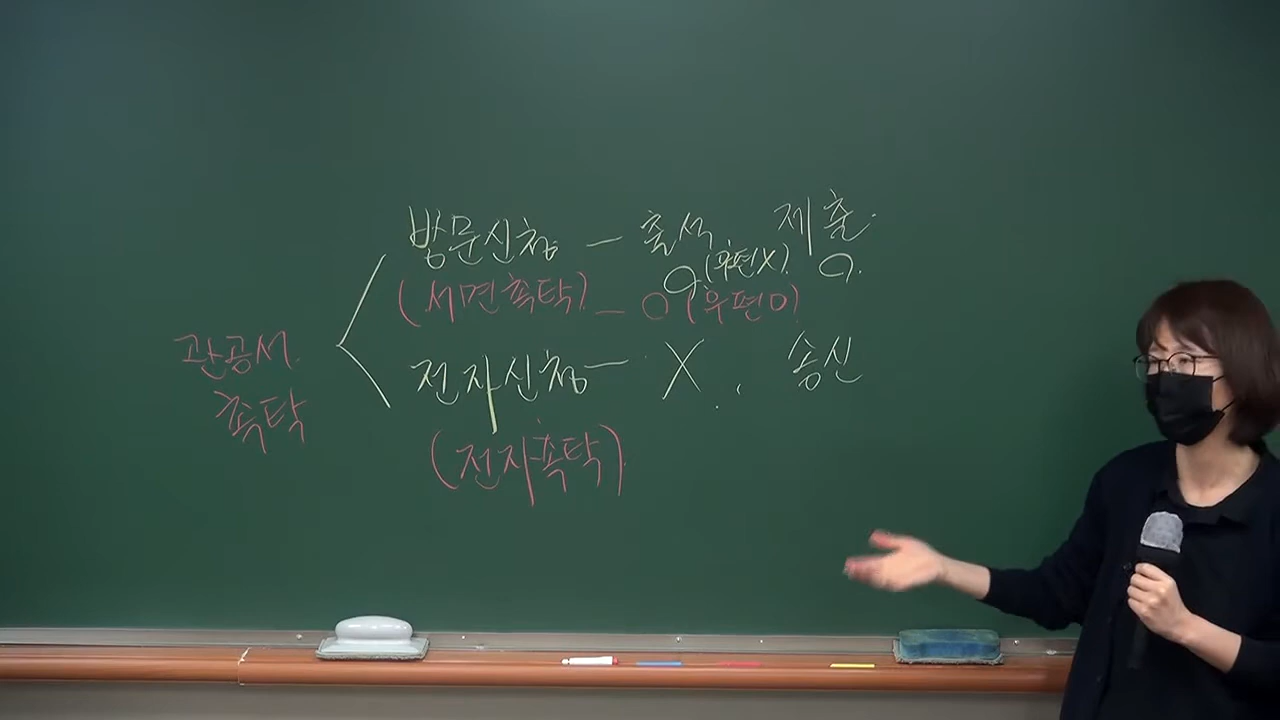 방문신청 - 출석 제출.
O (우편X). O.
(서면촉탁) - O (우편O)
관공서
촉탁
전자신청 - X , 송신
(전자촉탁)